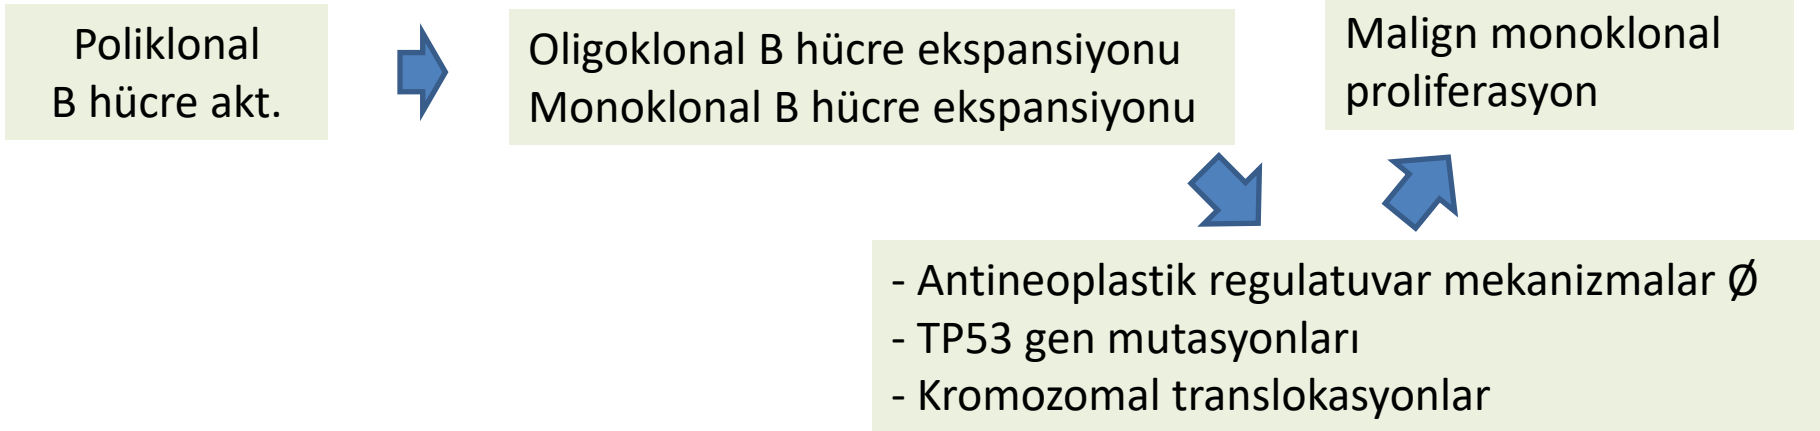 Poliklonal
B hücre akt.
Oligoklonal B hücre ekspansiyonu
Monoklonal B hücre ekspansiyonu
Malign monoklonal
proliferasyon
- Antineoplastik regulatuvar mekanizmalar Ø
- TP53 gen mutasyonları
- Kromozomal translokasyonlar